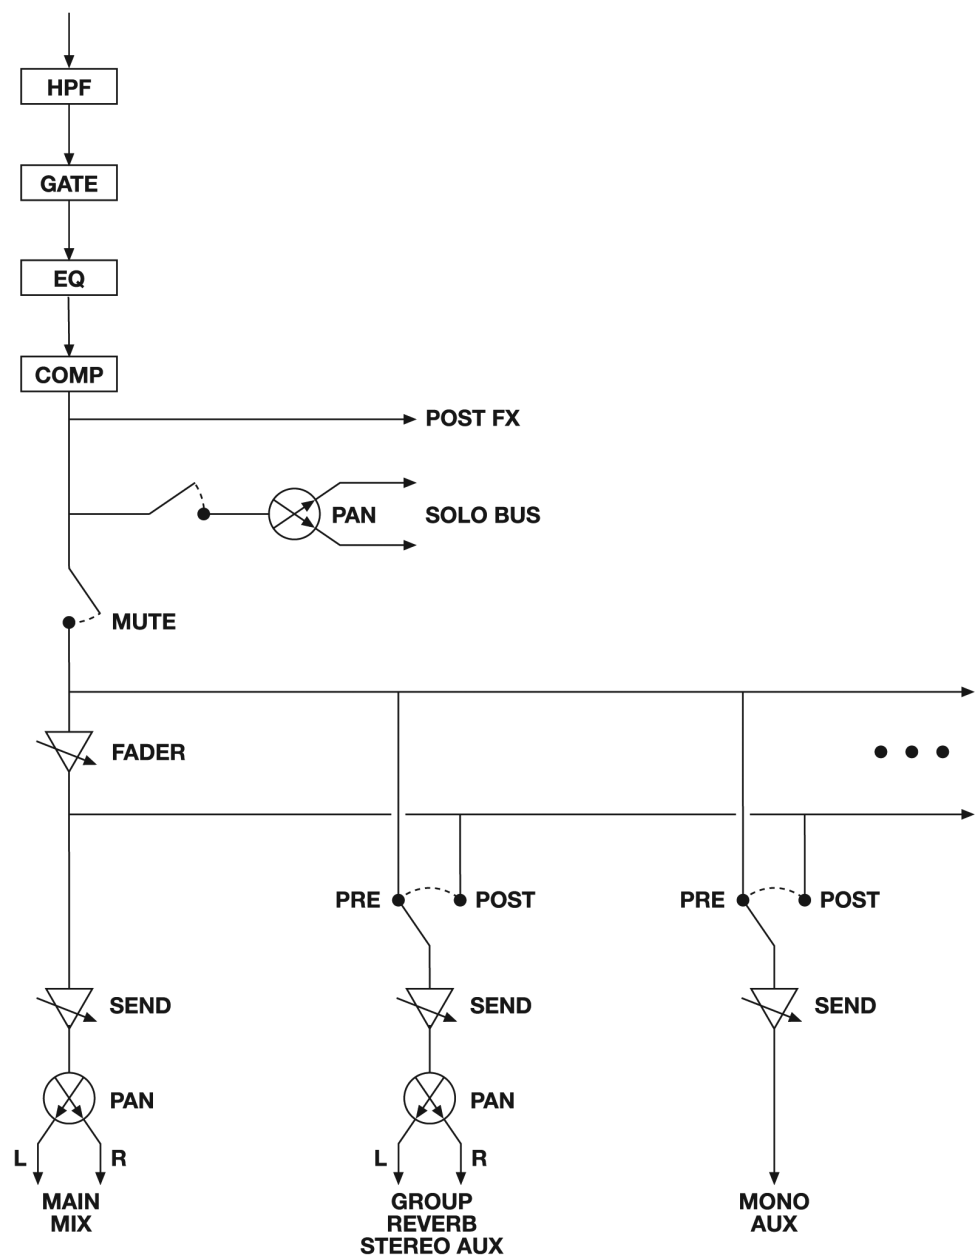 HPF
GATE
EQ
COMP
POST FX
PAN
SOLO BUS
MUTE
FADER
PRE
POST
PRE
POST
SEND
SEND
SEND
PAN
PAN
L
R
L
R
MAIN
MIX
GROUP
REVERB
STEREO AUX
MONO
AUX